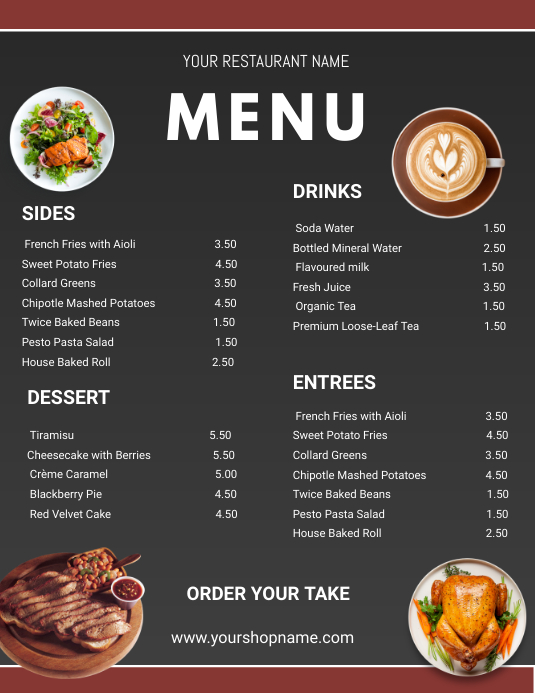 YOUR RESTAURANT NAME
MENU
SIDES
French Fries with Aioli 3.50
Sweet Potato Fries 4.50
Collard Greens 3.50
Chipotle Mashed Potatoes 4.50
Twice Baked Beans 1.50
Pesto Pasta Salad 1.50
House Baked Roll 2.50
DESSERT
Tiramisu 5.50
Cheesecake with Berries 5.50
Crème Caramel 5.00
Blackberry Pie 4.50
Red Velvet Cake 4.50
DRINKS
Soda Water 1.50
Bottled Mineral Water 2.50
Flavoured milk 1.50
Fresh Juice 3.50
Organic Tea 1.50
Premium Loose-Leaf Tea 1.50
ENTREES
French Fries with Aioli 3.50
Sweet Potato Fries 4.50
Collard Greens 3.50
Chipotle Mashed Potatoes 4.50
Twice Baked Beans 1.50
Pesto Pasta Salad 1.50
House Baked Roll 2.50
ORDER YOUR TAKE
www.yourshopname.com